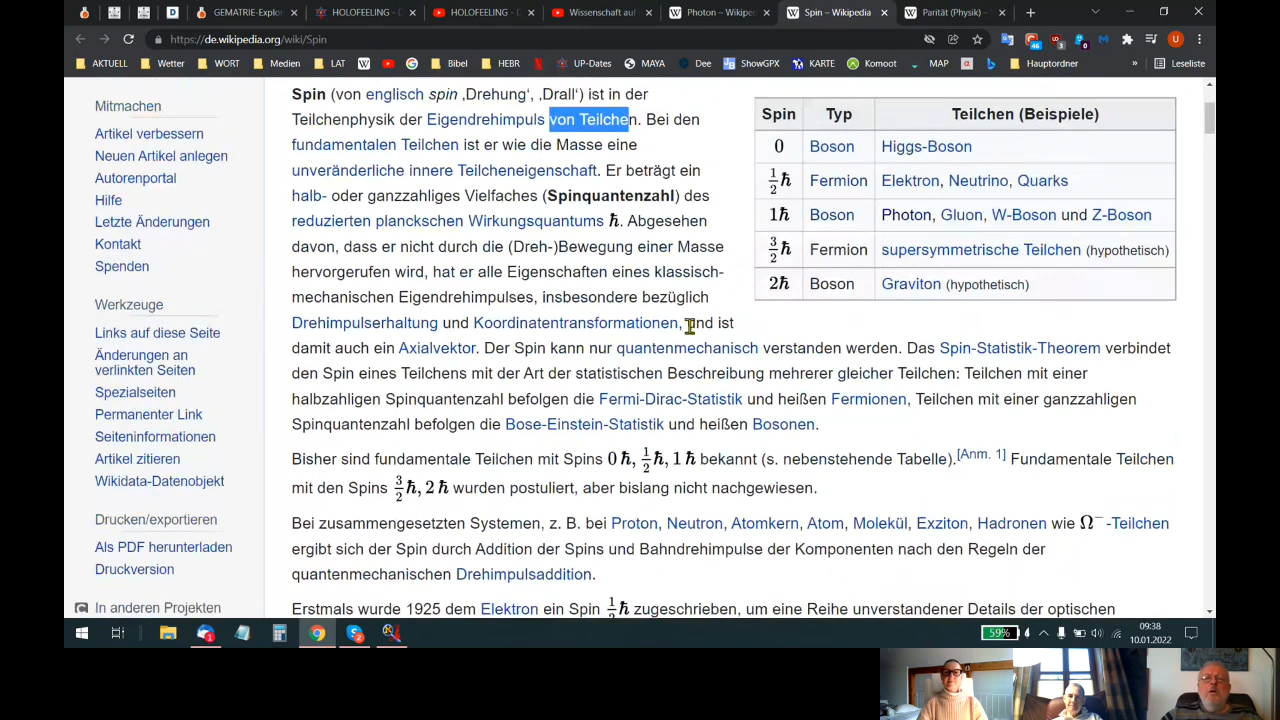 GEMATRIE-Explor
HOLOFEELING - D
HOLOFEELING - D
Wissenschaft auf
Photon – Wikipe
Spin – Wikipedia
Parität (Physik) –
https://de.wikipedia.org/wiki/Spin
AKTUELL
Wetter
WORT
Medien
LAT
Bibel
HEBR
UP-Dates
MAYA
Dee
ShowGPX
KARTE
Komoot
MAP
Hauptordner
»
Leseliste
Mitmachen
Artikel verbessern
Neuen Artikel anlegen
Autorenportal
Hilfe
Letzte Änderungen
Kontakt
Spenden
Werkzeuge
Links auf diese Seite
Änderungen an
verlinkten Seiten
Spezialseiten
Permanenter Link
Seiteninformationen
Artikel zitieren
Wikidata-Datenobjekt
Drucken/exportieren
Als PDF herunterladen
Druckversion
In anderen Projekten
Spin (von englisch spin ‚Drehung‘, ‚Drall‘) ist in der
Teilchenphysik der Eigendrehimpuls von Teilchen. Bei den
fundamentalen Teilchen ist er wie die Masse eine
unveränderliche innere Teilcheneigenschaft. Er beträgt ein
halb- oder ganzzahliges Vielfaches (Spinquantenzahl) des
reduzierten planckschen Wirkungsquantums ℏ. Abgesehen
davon, dass er nicht durch die (Dreh-)Bewegung einer Masse
hervorgerufen wird, hat er alle Eigenschaften eines klassisch-
mechanischen Eigendrehimpulses, insbesondere bezüglich
Drehimpulserhaltung und Koordinatentransformationen, und ist
damit auch ein Axialvektor. Der Spin kann nur quantenmechanisch verstanden werden. Das Spin-Statistik-Theorem verbindet
den Spin eines Teilchens mit der Art der statistischen Beschreibung mehrerer gleicher Teilchen: Teilchen mit einer
halbzahligen Spinquantenzahl befolgen die Fermi-Dirac-Statistik und heißen Fermionen, Teilchen mit einer ganzzahligen
Spinquantenzahl befolgen die Bose-Einstein-Statistik und heißen Bosonen.
Bisher sind fundamentale Teilchen mit Spins 0 ℏ, 1/2 ℏ, 1 ℏ bekannt (s. nebenstehende Tabelle).[Anm. 1] Fundamentale Teilchen
mit den Spins 3/2 ℏ, 2 ℏ wurden postuliert, aber bislang nicht nachgewiesen.
Bei zusammengesetzten Systemen, z. B. bei Proton, Neutron, Atomkern, Atom, Molekül, Exziton, Hadronen wie Ω⁻-Teilchen
ergibt sich der Spin durch Addition der Spins und Bahndrehimpulse der Komponenten nach den Regeln der
quantenmechanischen Drehimpulsaddition.
Erstmals wurde 1925 dem Elektron ein Spin 1/2 ℏ zugeschrieben, um eine Reihe unverstandener Details der optischen
Spin Typ Teilchen (Beispiele)
0 Boson Higgs-Boson
1/2 ℏ Fermion Elektron, Neutrino, Quarks
1ℏ Boson Photon, Gluon, W-Boson und Z-Boson
3/2 ℏ Fermion supersymmetrische Teilchen (hypothetisch)
2ℏ Boson Graviton (hypothetisch)
59%
09:38
10.01.2022